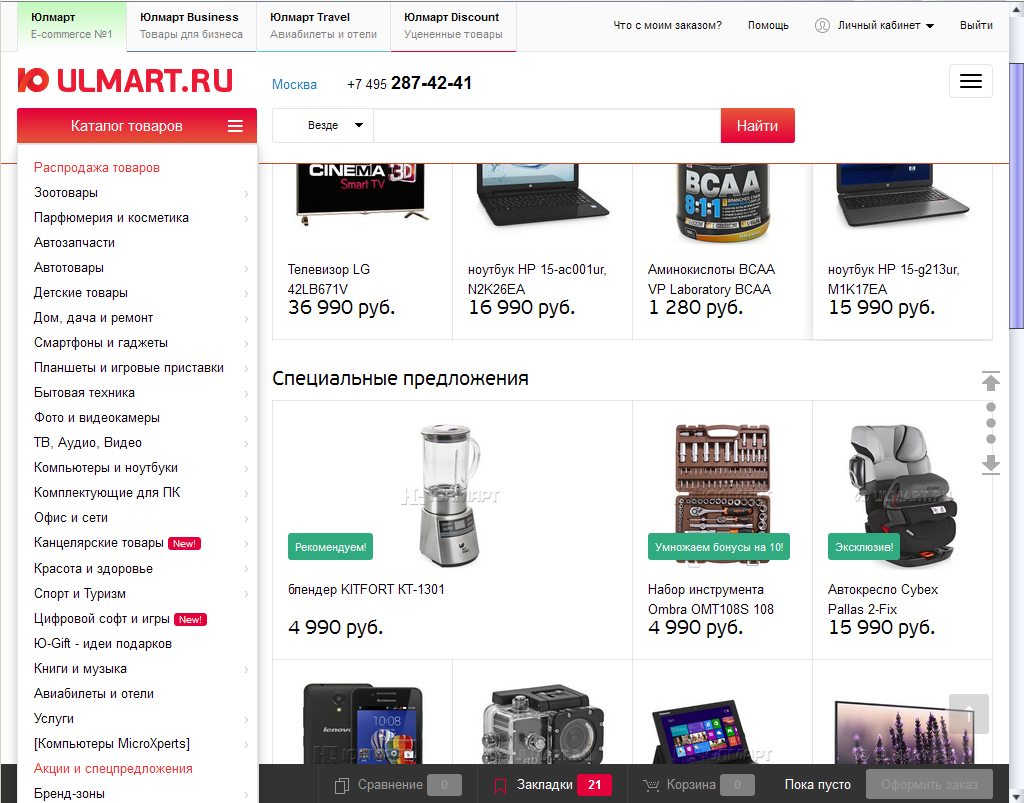 Юлмарт
E-commerce №1
Юлмарт Business
Товары для бизнеса
Юлмарт Travel
Авиабилеты и отели
Юлмарт Discount
Уцененные товары
Что с моим заказом?
Помощь
Личный кабинет
Выйти
Ю ULMART.RU
Москва
+7 495 287-42-41
Каталог товаров
Везде
Найти
Распродажа товаров
Зоотовары
Парфюмерия и косметика
Автозапчасти
Автотовары
Детские товары
Дом, дача и ремонт
Смартфоны и гаджеты
Планшеты и игровые приставки
Бытовая техника
Фото и видеокамеры
ТВ, Аудио, Видео
Компьютеры и ноутбуки
Комплектующие для ПК
Офис и сети
Канцелярские товары New!
Красота и здоровье
Спорт и Туризм
Цифровой софт и игры New!
Ю-Gift - идеи подарков
Книги и музыка
Авиабилеты и отели
Услуги
[Компьютеры MicroXperts]
Акции и спецпредложения
Бренд-зоны
CINEMA 3D
Smart TV
Телевизор LG
42LB671V
36 990 руб.
ноутбук HP 15-ac001ur,
N2K26EA
16 990 руб.
BCAA
8:1:1
Аминокислоты BCAA
VP Laboratory BCAA
1 280 руб.
ноутбук HP 15-g213ur,
M1K17EA
15 990 руб.
Специальные предложения
Рекомендуем!
блендер KITFORT KT-1301
4 990 руб.
Умножаем бонусы на 10!
Набор инструмента
Ombra OMT108S 108
4 990 руб.
ULMART
Эксклюзив!
Автокресло Cybex
Pallas 2-Fix
15 990 руб.
lenovo
Сравнение 0
Закладки 21
Корзина 0
Пока пусто
Оформить заказ